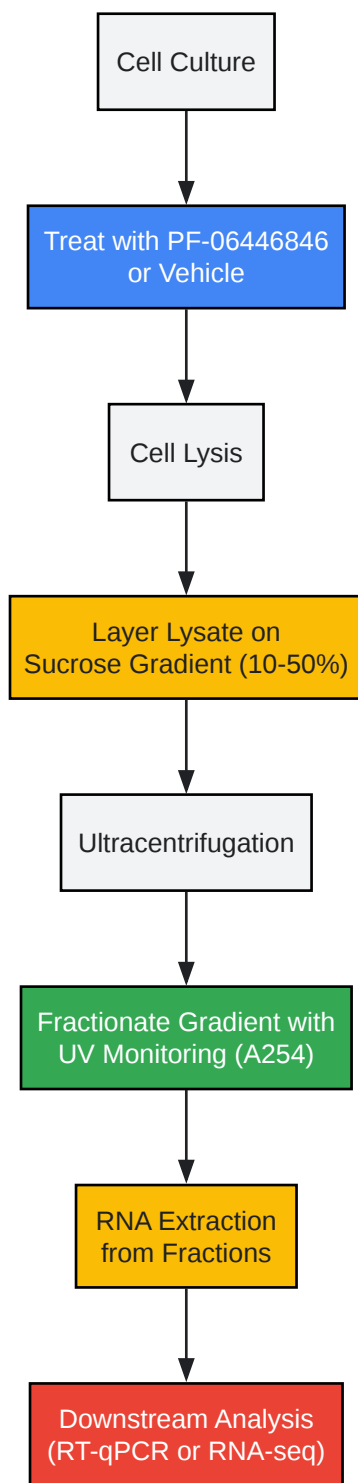 Cell Culture
Treat with PF-06446846
or Vehicle
Cell Lysis
Layer Lysate on
Sucrose Gradient (10-50%)
Ultracentrifugation
Fractionate Gradient with
UV Monitoring (A254)
RNA Extraction
from Fractions
Downstream Analysis
(RT-qPCR or RNA-seq)